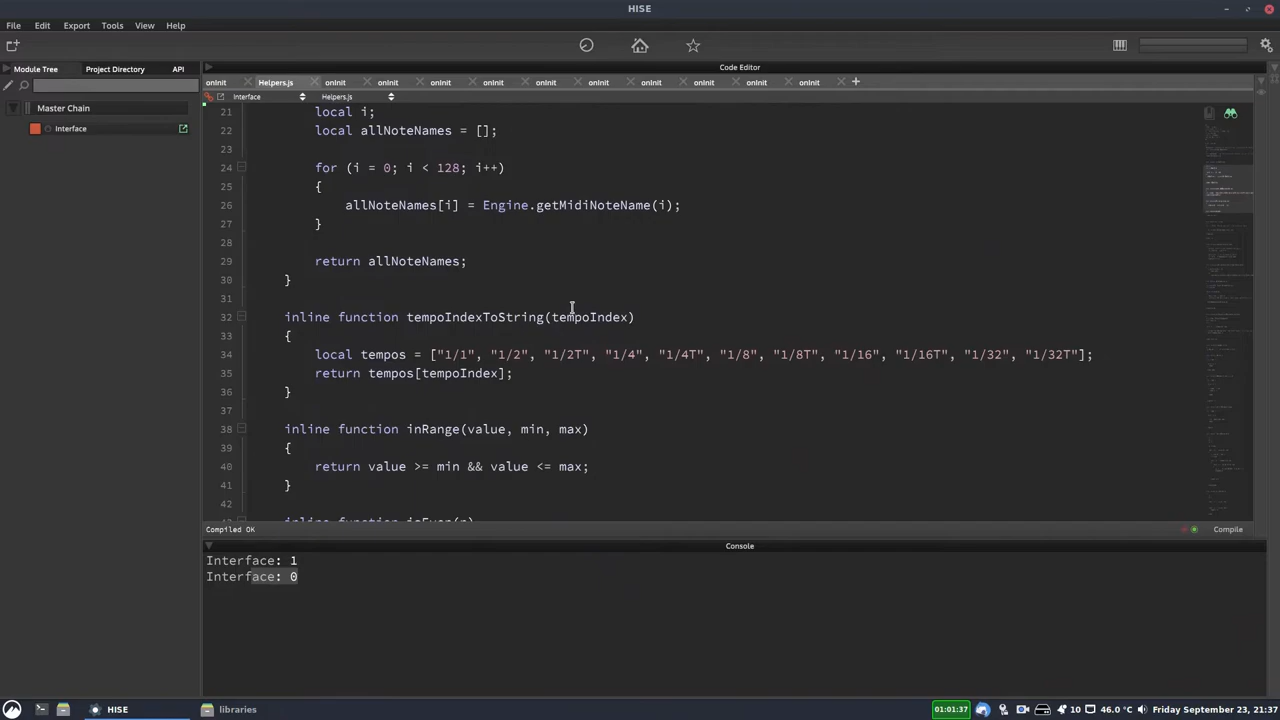 HISE
File Edit Export Tools View Help
Module Tree Project Directory API
Code Editor
onInit Helpers.js onInit onInit onInit onInit onInit onInit onInit onInit onInit onInit
Interface Helpers.js
Master Chain
Interface
21 local i;
22 local allNoteNames = [];
23
24 for (i = 0; i < 128; i++)
25 {
26 allNoteNames[i] = Engine.getMidiNoteName(i);
27 }
28
29 return allNoteNames;
30 }
31
32 inline function tempoIndexToString(tempoIndex)
33 {
34 local tempos = ["1/1", "1/2", "1/2T", "1/4", "1/4T", "1/8", "1/8T", "1/16", "1/16T", "1/32", "1/32T"];
35 return tempos[tempoIndex];
36 }
37
38 inline function inRange(value, min, max)
39 {
40 return value >= min && value <= max;
41 }
42
Compiled OK
Compile
Console
Interface: 1
Interface: 0
HISE libraries 01:01:37 10 46.0°C Friday September 23, 21:37